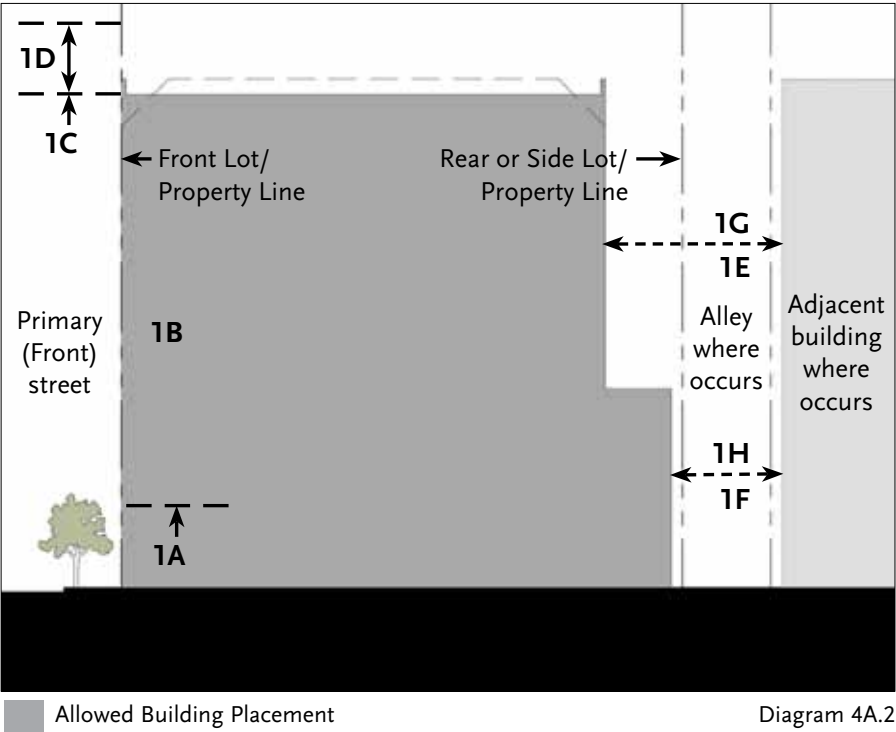 1D
1C
Front Lot/
Property Line
Rear or Side Lot/
Property Line
1G
1E
Primary
(Front)
street
1B
Alley
where
occurs
Adjacent
building
where
occurs
1H
1F
1A
Allowed Building Placement
Diagram 4A.2